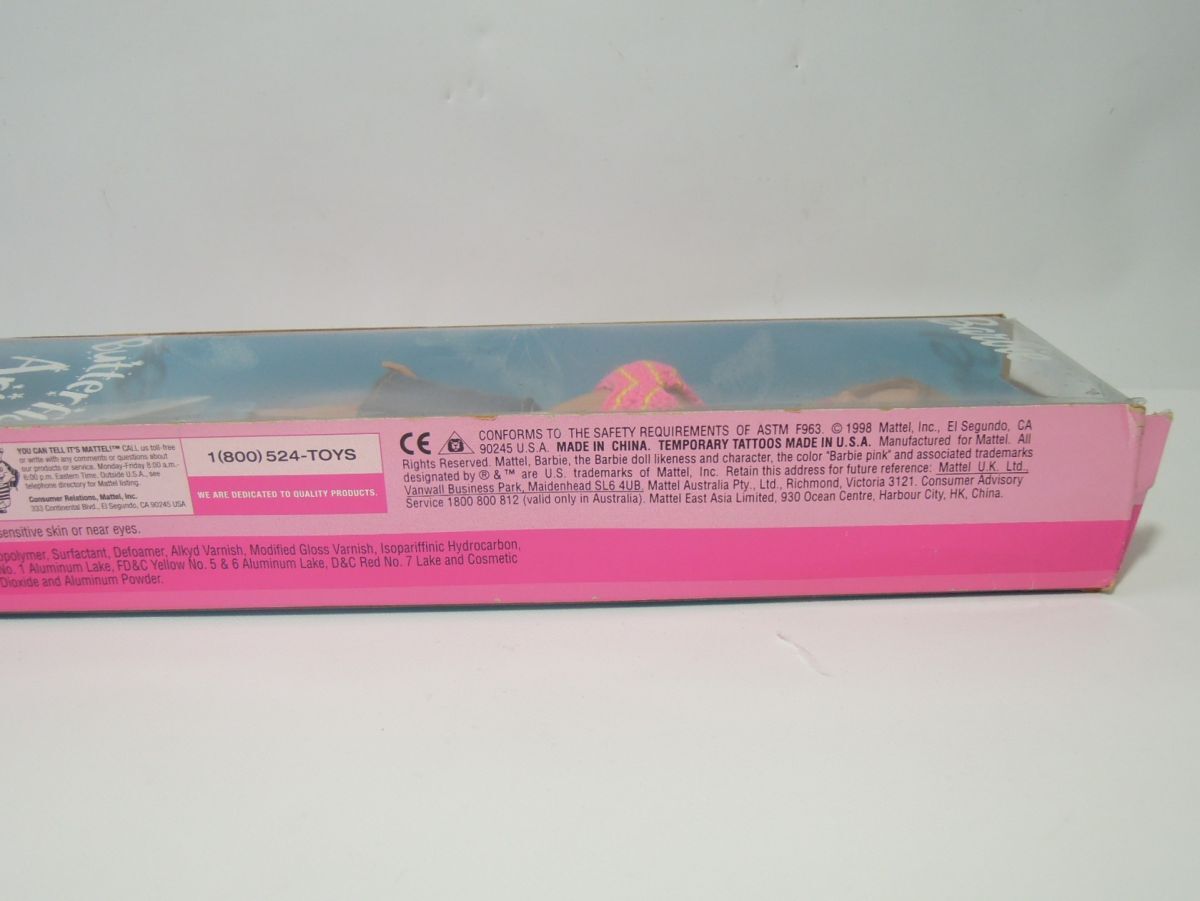 Butterfl
Ar
YOU CAN TELL IT'S MATTEL!™ CALL us toll-free
or write with any comments or questions about
our products or service. Monday-Friday 8:00 a.m.-
6:00 p.m. Eastern Time. Outside U.S.A., see
telephone directory for Mattel listing.
Consumer Relations, Mattel, Inc.
333 Continental Blvd., El Segundo, CA 90245 USA
1(800) 524-TOYS
WE ARE DEDICATED TO QUALITY PRODUCTS.
CE CONFORMS TO THE SAFETY REQUIREMENTS OF ASTM F963. © 1998 Mattel, Inc., El Segundo, CA
90245 U.S.A. MADE IN CHINA. TEMPORARY TATTOOS MADE IN U.S.A. Manufactured for Mattel. All
Rights Reserved. Mattel, Barbie, the Barbie doll likeness and character, the color "Barbie pink" and associated trademarks
designated by ® & ™ are U.S. trademarks of Mattel, Inc. Retain this address for future reference: Mattel U.K. Ltd.,
Vanwall Business Park, Maidenhead SL6 4UB. Mattel Australia Pty., Ltd., Richmond, Victoria 3121. Consumer Advisory
Service 1800 800 812 (valid only in Australia). Mattel East Asia Limited, 930 Ocean Centre, Harbour City, HK, China.
sensitive skin or near eyes.
opolymer, Surfactant, Defoamer, Alkyd Varnish, Modified Gloss Varnish, Isopariffinic Hydrocarbon,
No. 1 Aluminum Lake, FD&C Yellow No. 5 & 6 Aluminum Lake, D&C Red No. 7 Lake and Cosmetic
Dioxide and Aluminum Powder.